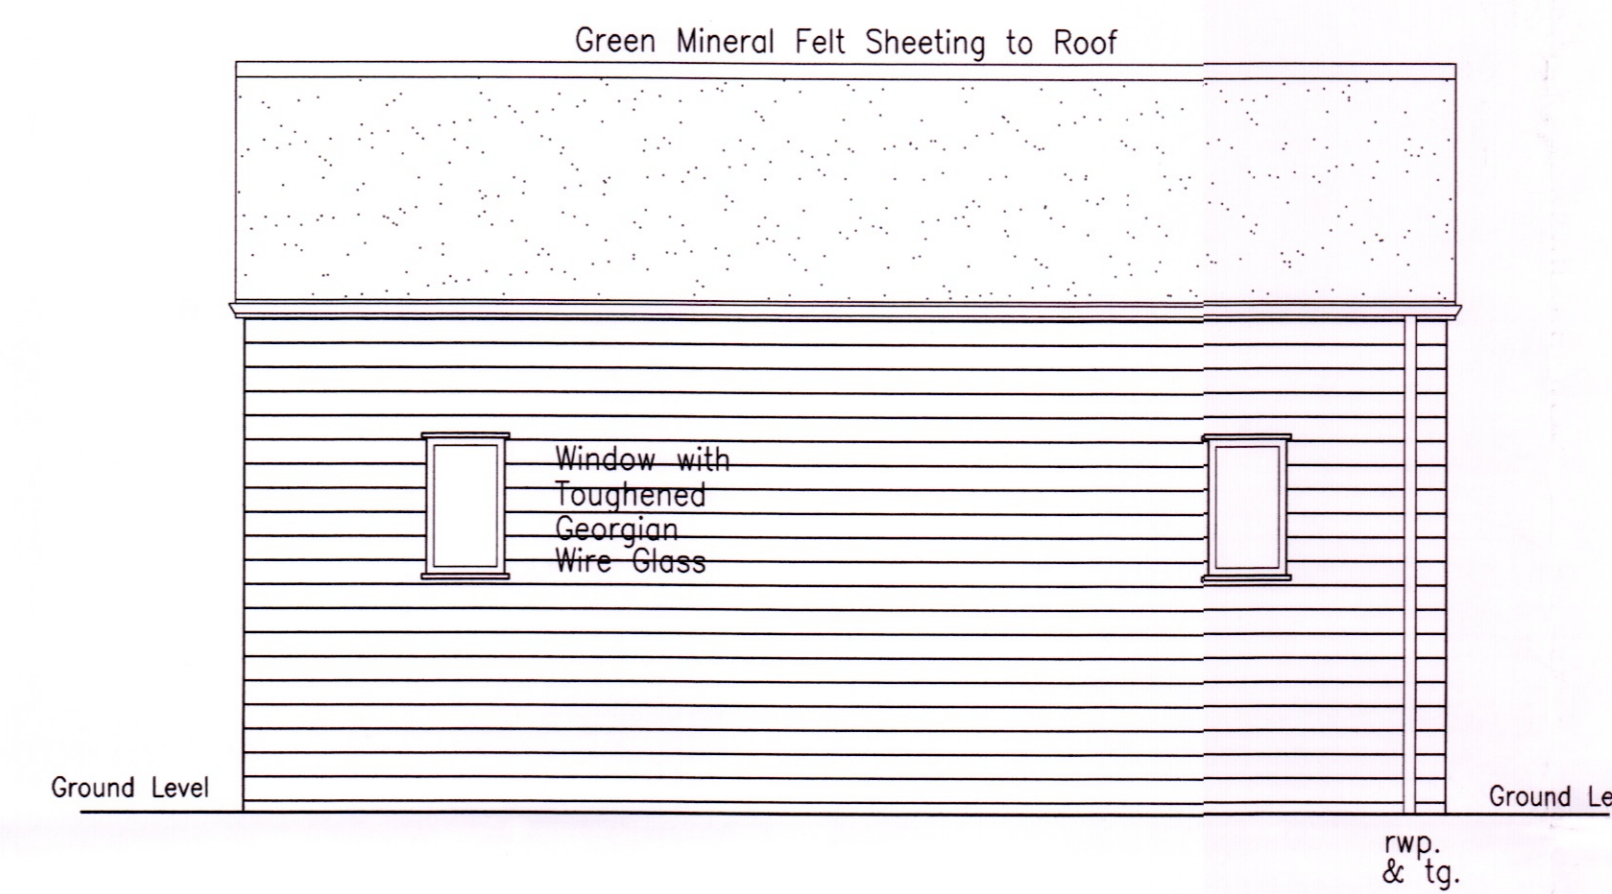 Green Mineral Felt Sheeting to Roof
Window with
Toughened
Georgian
Wire Glass
Ground Level
Ground Le
rwp.
& tg.